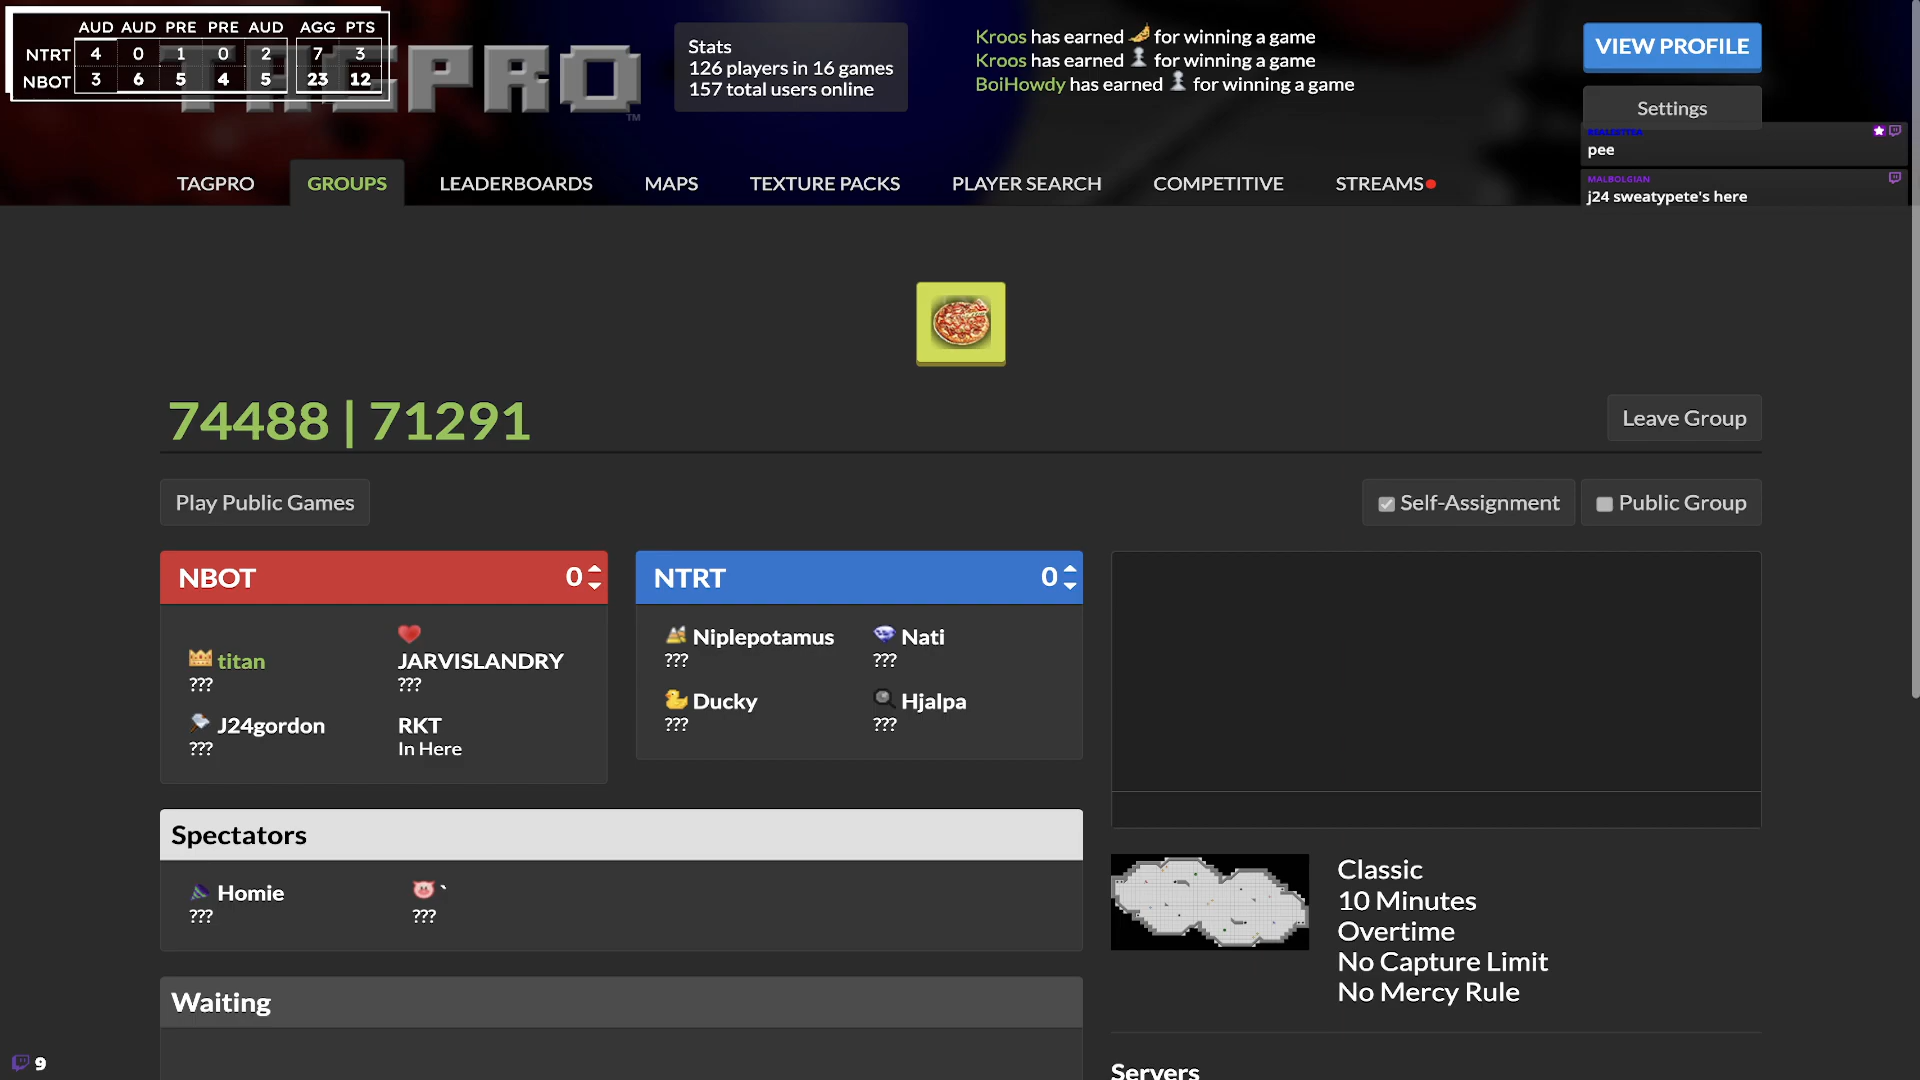 AUD AUD PRE PRE AUD AGG PTS
NTRT 4 0 1 0 2 7 3
NBOT 3 6 5 4 5 23 12
TAGPRO
TM
Stats
126 players in 16 games
157 total users online
Kroos has earned for winning a game
Kroos has earned for winning a game
BoiHowdy has earned for winning a game
VIEW PROFILE
Settings
REALESTTEA
pee
MALBOLGIAN
j24 sweatypete's here
TAGPRO GROUPS LEADERBOARDS MAPS TEXTURE PACKS PLAYER SEARCH COMPETITIVE STREAMS
74488 | 71291
Leave Group
Play Public Games
Self-Assignment
Public Group
NBOT 0
titan
???
JARVISLANDRY
???
J24gordon
???
RKT
In Here
NTRT 0
Niplepotamus
???
Nati
???
Ducky
???
Hjalpa
???
Spectators
Homie
???
`
???
Waiting
Classic
10 Minutes
Overtime
No Capture Limit
No Mercy Rule
Servers
9